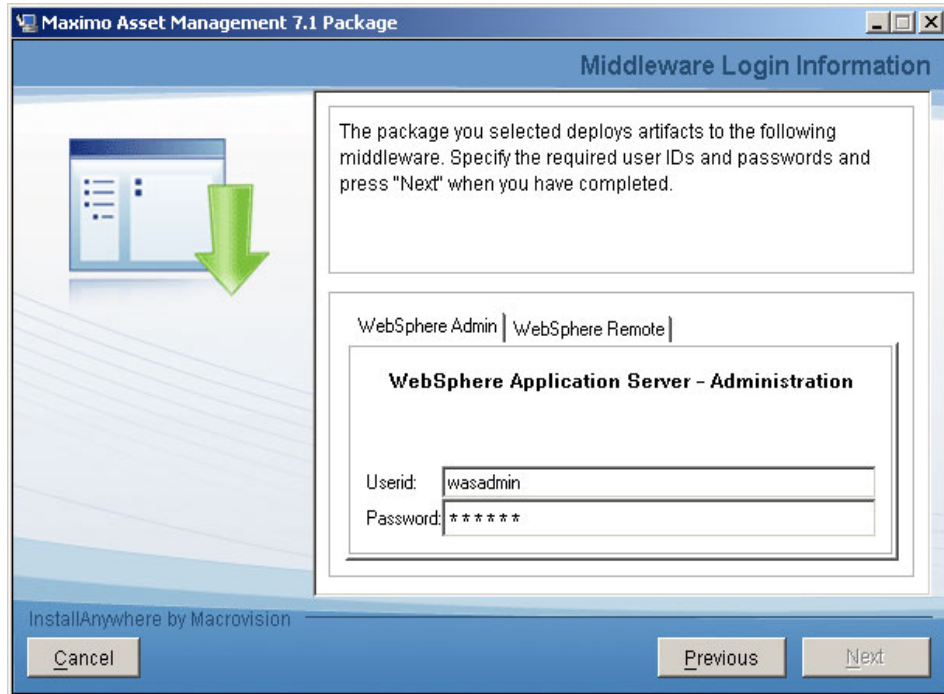 Maximo Asset Management 7.1 Package
Middleware Login Information
The package you selected deploys artifacts to the following
middleware. Specify the required user IDs and passwords and
press "Next" when you have completed.
WebSphere Admin
WebSphere Remote
WebSphere Application Server - Administration
Userid: wasadmin
Password: ******
InstallAnywhere by Macrovision
Cancel
Previous
Next